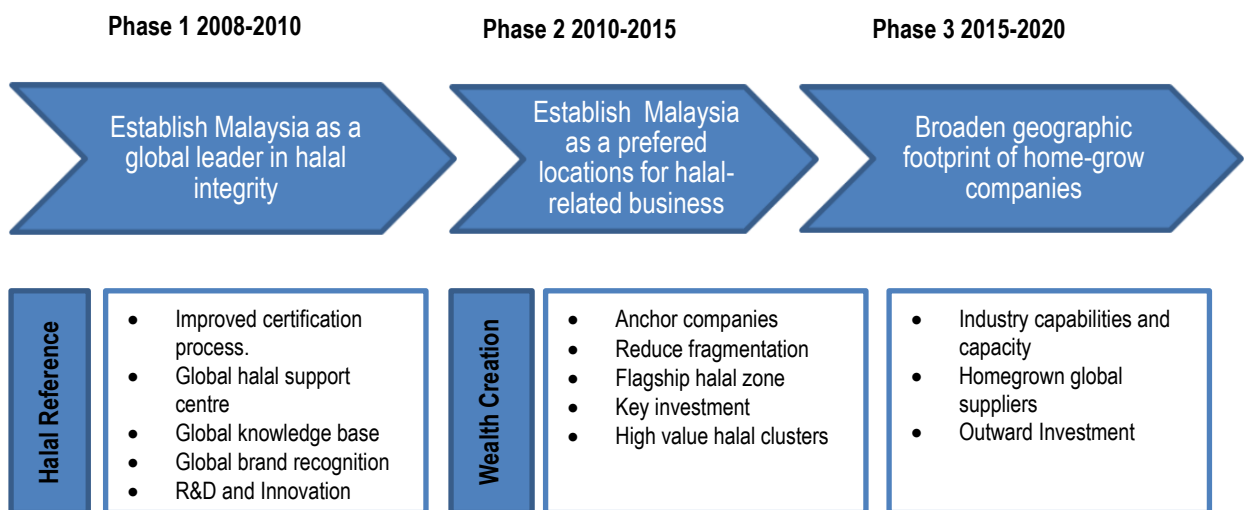 Phase 1 2008-2010
Phase 2 2010-2015
Phase 3 2015-2020
Establish Malaysia as a
global leader in halal
integrity
Establish Malaysia
as a prefered
locations for halal-
related business
Broaden geographic
footprint of home-grow
companies
Halal Reference
• Improved certification
process.
• Global halal support
centre
• Global knowledge base
• Global brand recognition
• R&D and Innovation
Wealth Creation
• Anchor companies
• Reduce fragmentation
• Flagship halal zone
• Key investment
• High value halal clusters
• Industry capabilities and
capacity
• Homegrown global
suppliers
• Outward Investment